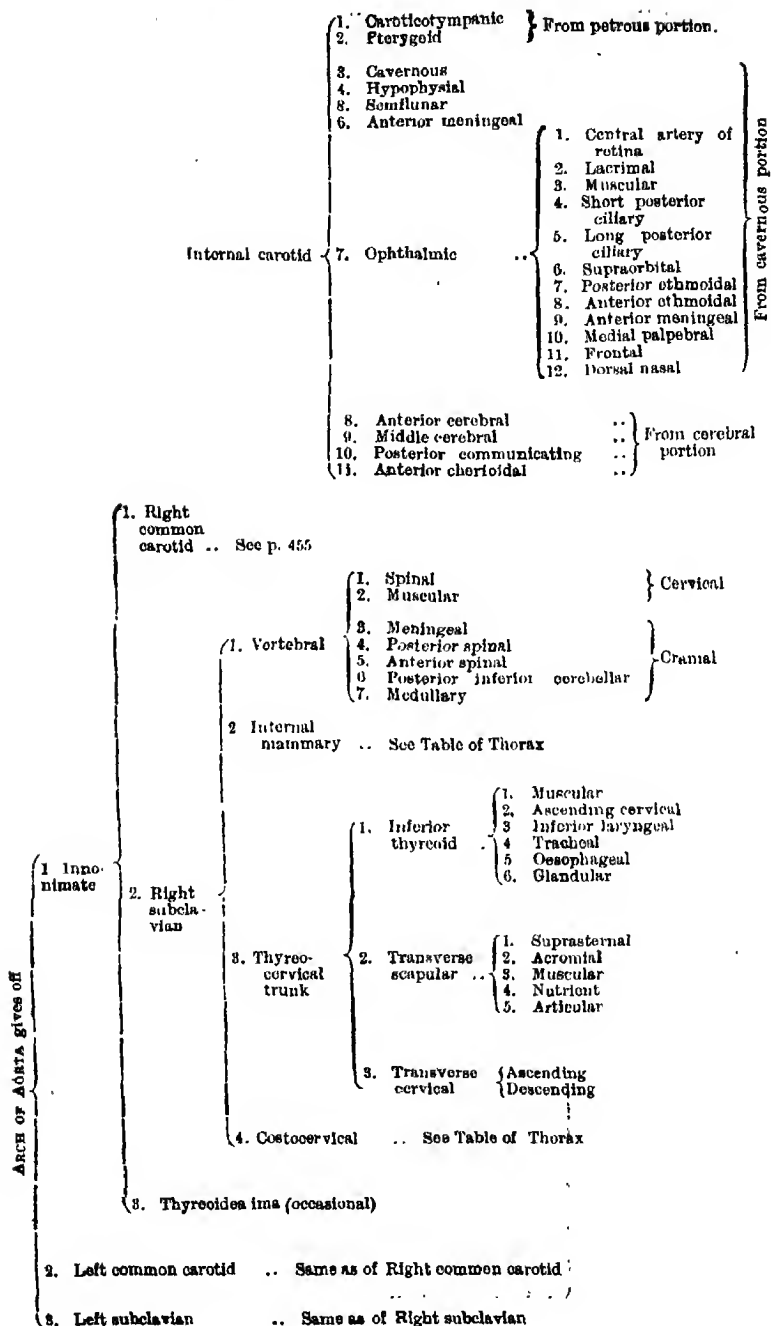 1. Caroticotympanic
2. Pterygoid
From petrous portion.
3. Cavernous
4. Hypophysial
8. Semilunar
6. Anterior meningeal
Internal carotid
7. Ophthalmic ..
1. Central artery of
retina
2. Lacrimal
3. Muscular
4. Short posterior
ciliary
5. Long posterior
ciliary
6. Supraorbital
7. Posterior ethmoidal
8. Anterior ethmoidal
9. Anterior meningeal
10. Medial palpebral
11. Frontal
12. Dorsal nasal
From cavernous portion
8. Anterior cerebral ..
9. Middle cerebral ..
10. Posterior communicating ..
11. Anterior chorioidal ..
From cerebral
portion
ARCH OF AÓRTA gives off
1 Inno-
nimate
1. Right
common
carotid .. See p. 455
2. Right
subcla-
vian
1. Vertebral
1. Spinal
2. Muscular
Cervical
3. Meningeal
4. Posterior spinal
5. Anterior spinal
6 Posterior inferior cerebellar
7. Medullary
Cranial
2 Internal
mammary .. See Table of Thorax
3. Thyreo-
cervical
trunk
1. Inferior
thyreoid .
1. Muscular
2. Ascending cervical
3 Inferior laryngeal
4 Tracheal
5 Oesophageal
6. Glandular
2. Transverse
scapular ..
1. Suprasternal
2. Acromial
3. Muscular
4. Nutrient
5. Articular
3. Transverse
cervical
Ascending
Descending
4. Costocervical .. See Table of Thorax
3. Thyreoidea ima (occasional)
2. Left common carotid .. Same as of Right common carotid
3. Left subclavian .. Same as of Right subclavian